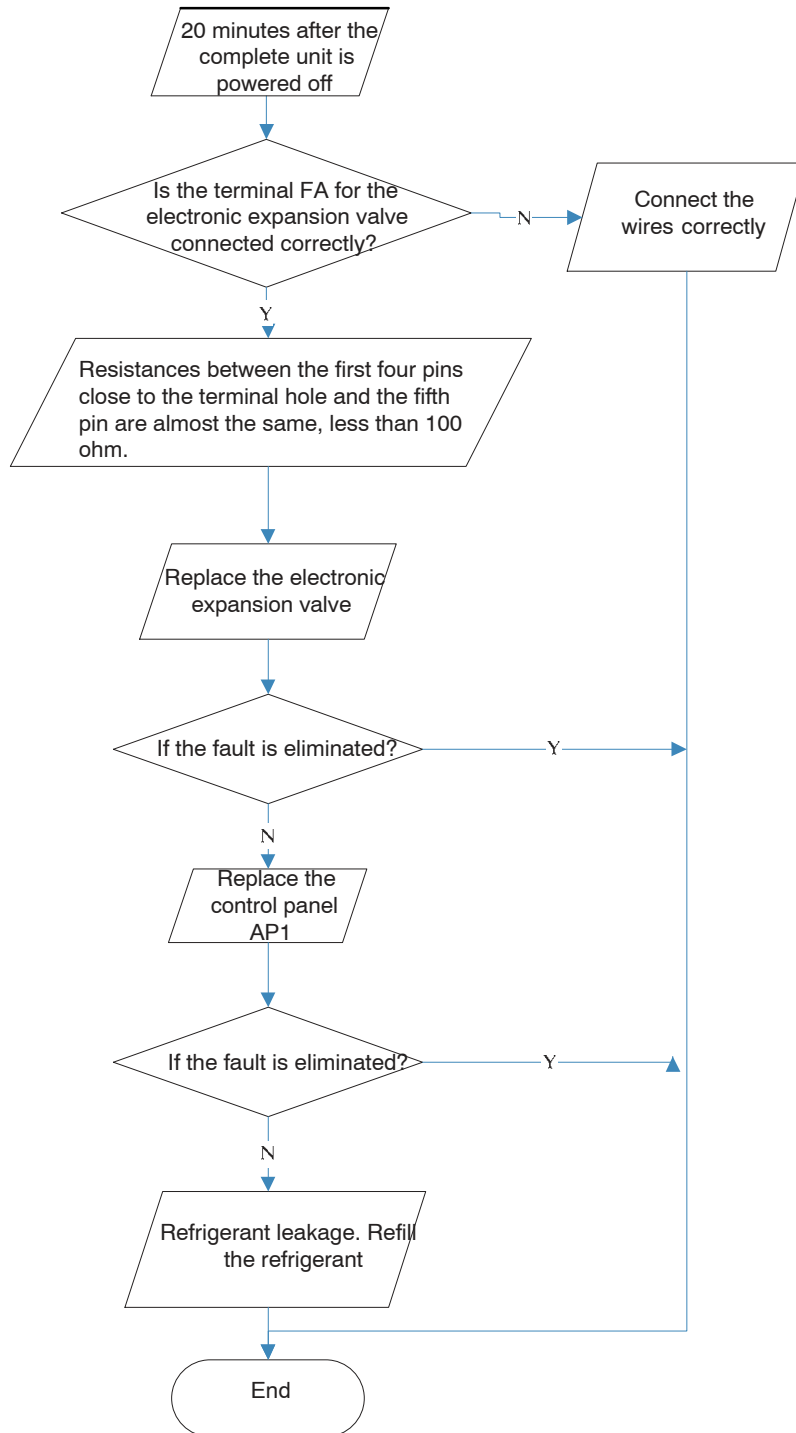 20 minutes after the
complete unit is
powered off
Is the terminal FA for the
electronic expansion valve
connected correctly?
N
Connect the
wires correctly
Y
Resistances between the first four pins
close to the terminal hole and the fifth
pin are almost the same, less than 100
ohm.
Replace the electronic
expansion valve
If the fault is eliminated?
Y
N
Replace the
control panel
AP1
If the fault is eliminated?
Y
N
Refrigerant leakage. Refill
the refrigerant
End